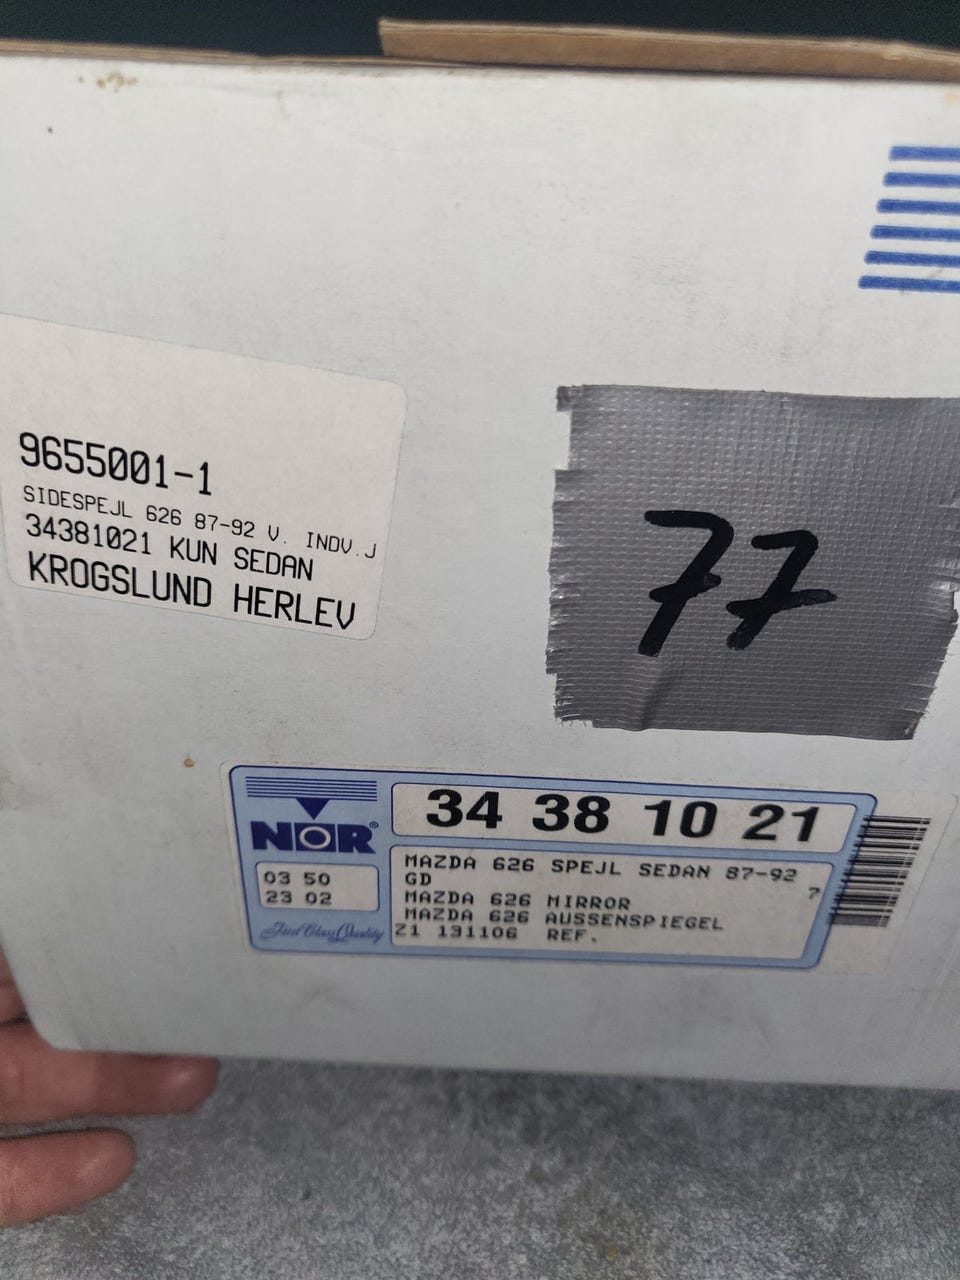 9655001-1
SIDESPEJL 626 87-92 V. INDV.J
34381021 KUN SEDAN
KROGSLUND HERLEV
77
NOR®
34 38 10 21
03 50
23 02
First Class Quality
MAZDA 626 SPEJL SEDAN 87-92
GD
7
MAZDA 626 MIRROR
MAZDA 626 AUSSENSPIEGEL
Z1 131106 REF.